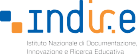 indire
Istituto Nazionale di Documentazione
Innovazione e Ricerca Educativa